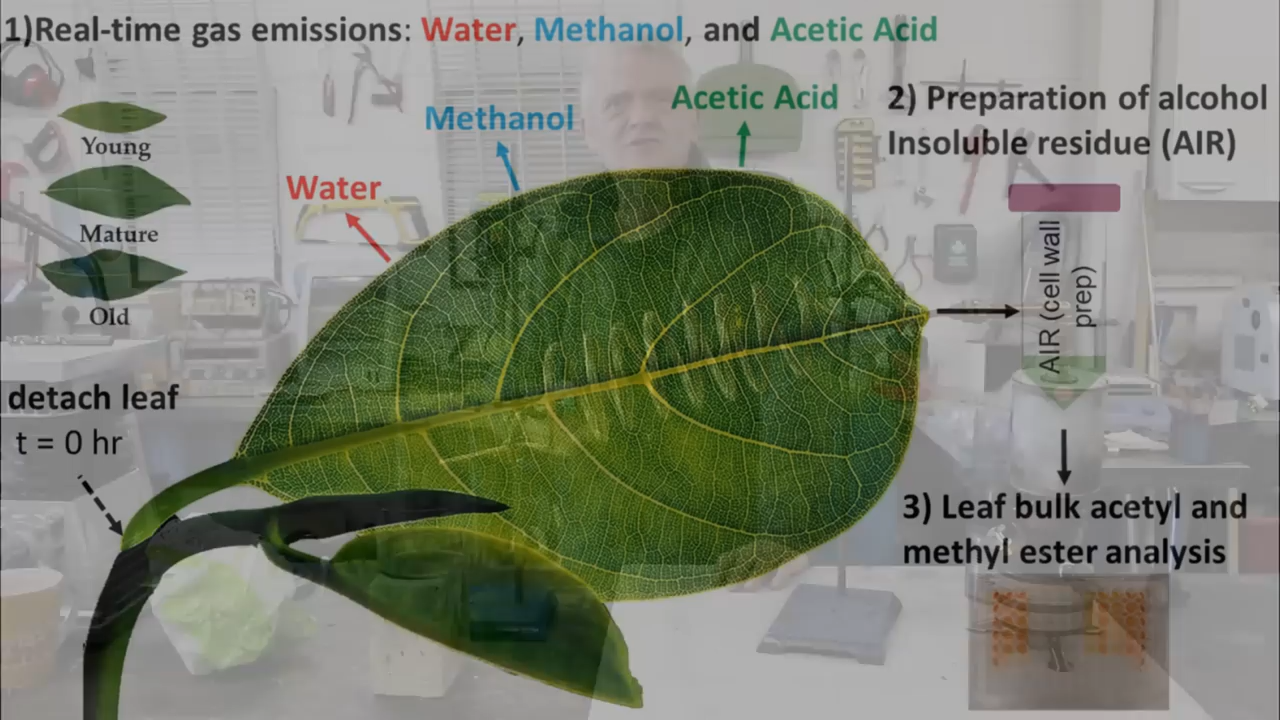 1)Real-time gas emissions: Water, Methanol, and Acetic Acid
Young
Mature
Old
Water
Methanol
Acetic Acid
2) Preparation of alcohol
Insoluble residue (AIR)
AIR (cell wall
prep)
detach leaf
t = 0 hr
3) Leaf bulk acetyl and
methyl ester analysis